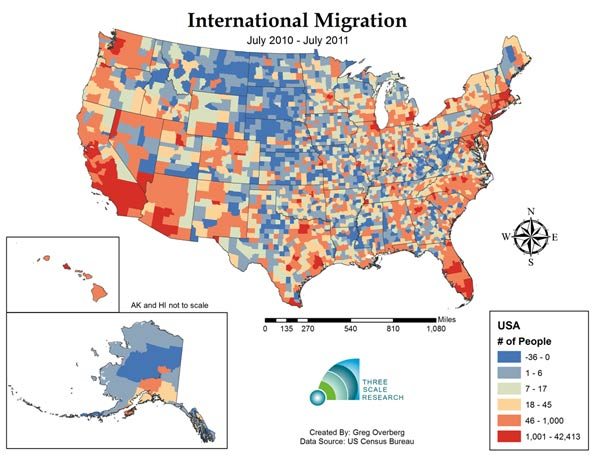 International Migration
July 2010 - July 2011
N
W
E
S
AK and HI not to scale
Miles
0 135 270 540 810 1,080
USA
# of People
-36 - 0
1 - 6
7 - 17
18 - 45
46 - 1,000
1,001 - 42,413
THREE
SCALE
RESEARCH
Created By: Greg Overberg
Data Source: US Census Bureau